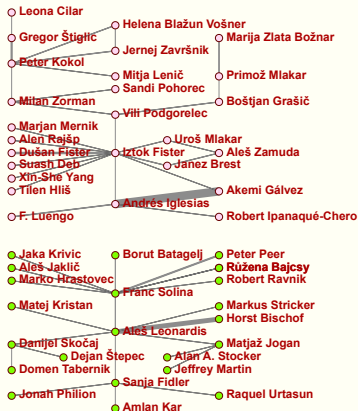 Leona Cilar
Helena Blažun Vošner
Gregor Štiglic
Marija Zlata Božnar
Jernej Završnik
Peter Kokol
Mitja Lenič
Primož Mlakar
Sandi Pohorec
Milan Zorman
Boštjan Grašič
Vili Podgorelec
Marjan Mernik
Uroš Mlakar
Alen Rajšp
Dušan Fister
Iztok Fister
Aleš Zamuda
Suash Deb
Janez Brest
Xin-She Yang
Tilen Hliš
Akemi Gálvez
Andrés Iglesias
F. Luengo
Robert Ipanaqué-Chero
Jaka Krivic
Borut Batagelj
Peter Peer
Aleš Jaklič
Růžena Bajcsy
Marko Hrastovec
Robert Ravnik
Franc Solina
Matej Kristan
Markus Stricker
Horst Bischof
Aleš Leonardis
Danijel Skočaj
Matjaž Jogan
Dejan Štepec
Alan A. Stocker
Domen Tabernik
Jeffrey Martin
Sanja Fidler
Jonah Philion
Raquel Urtasun
Amlan Kar